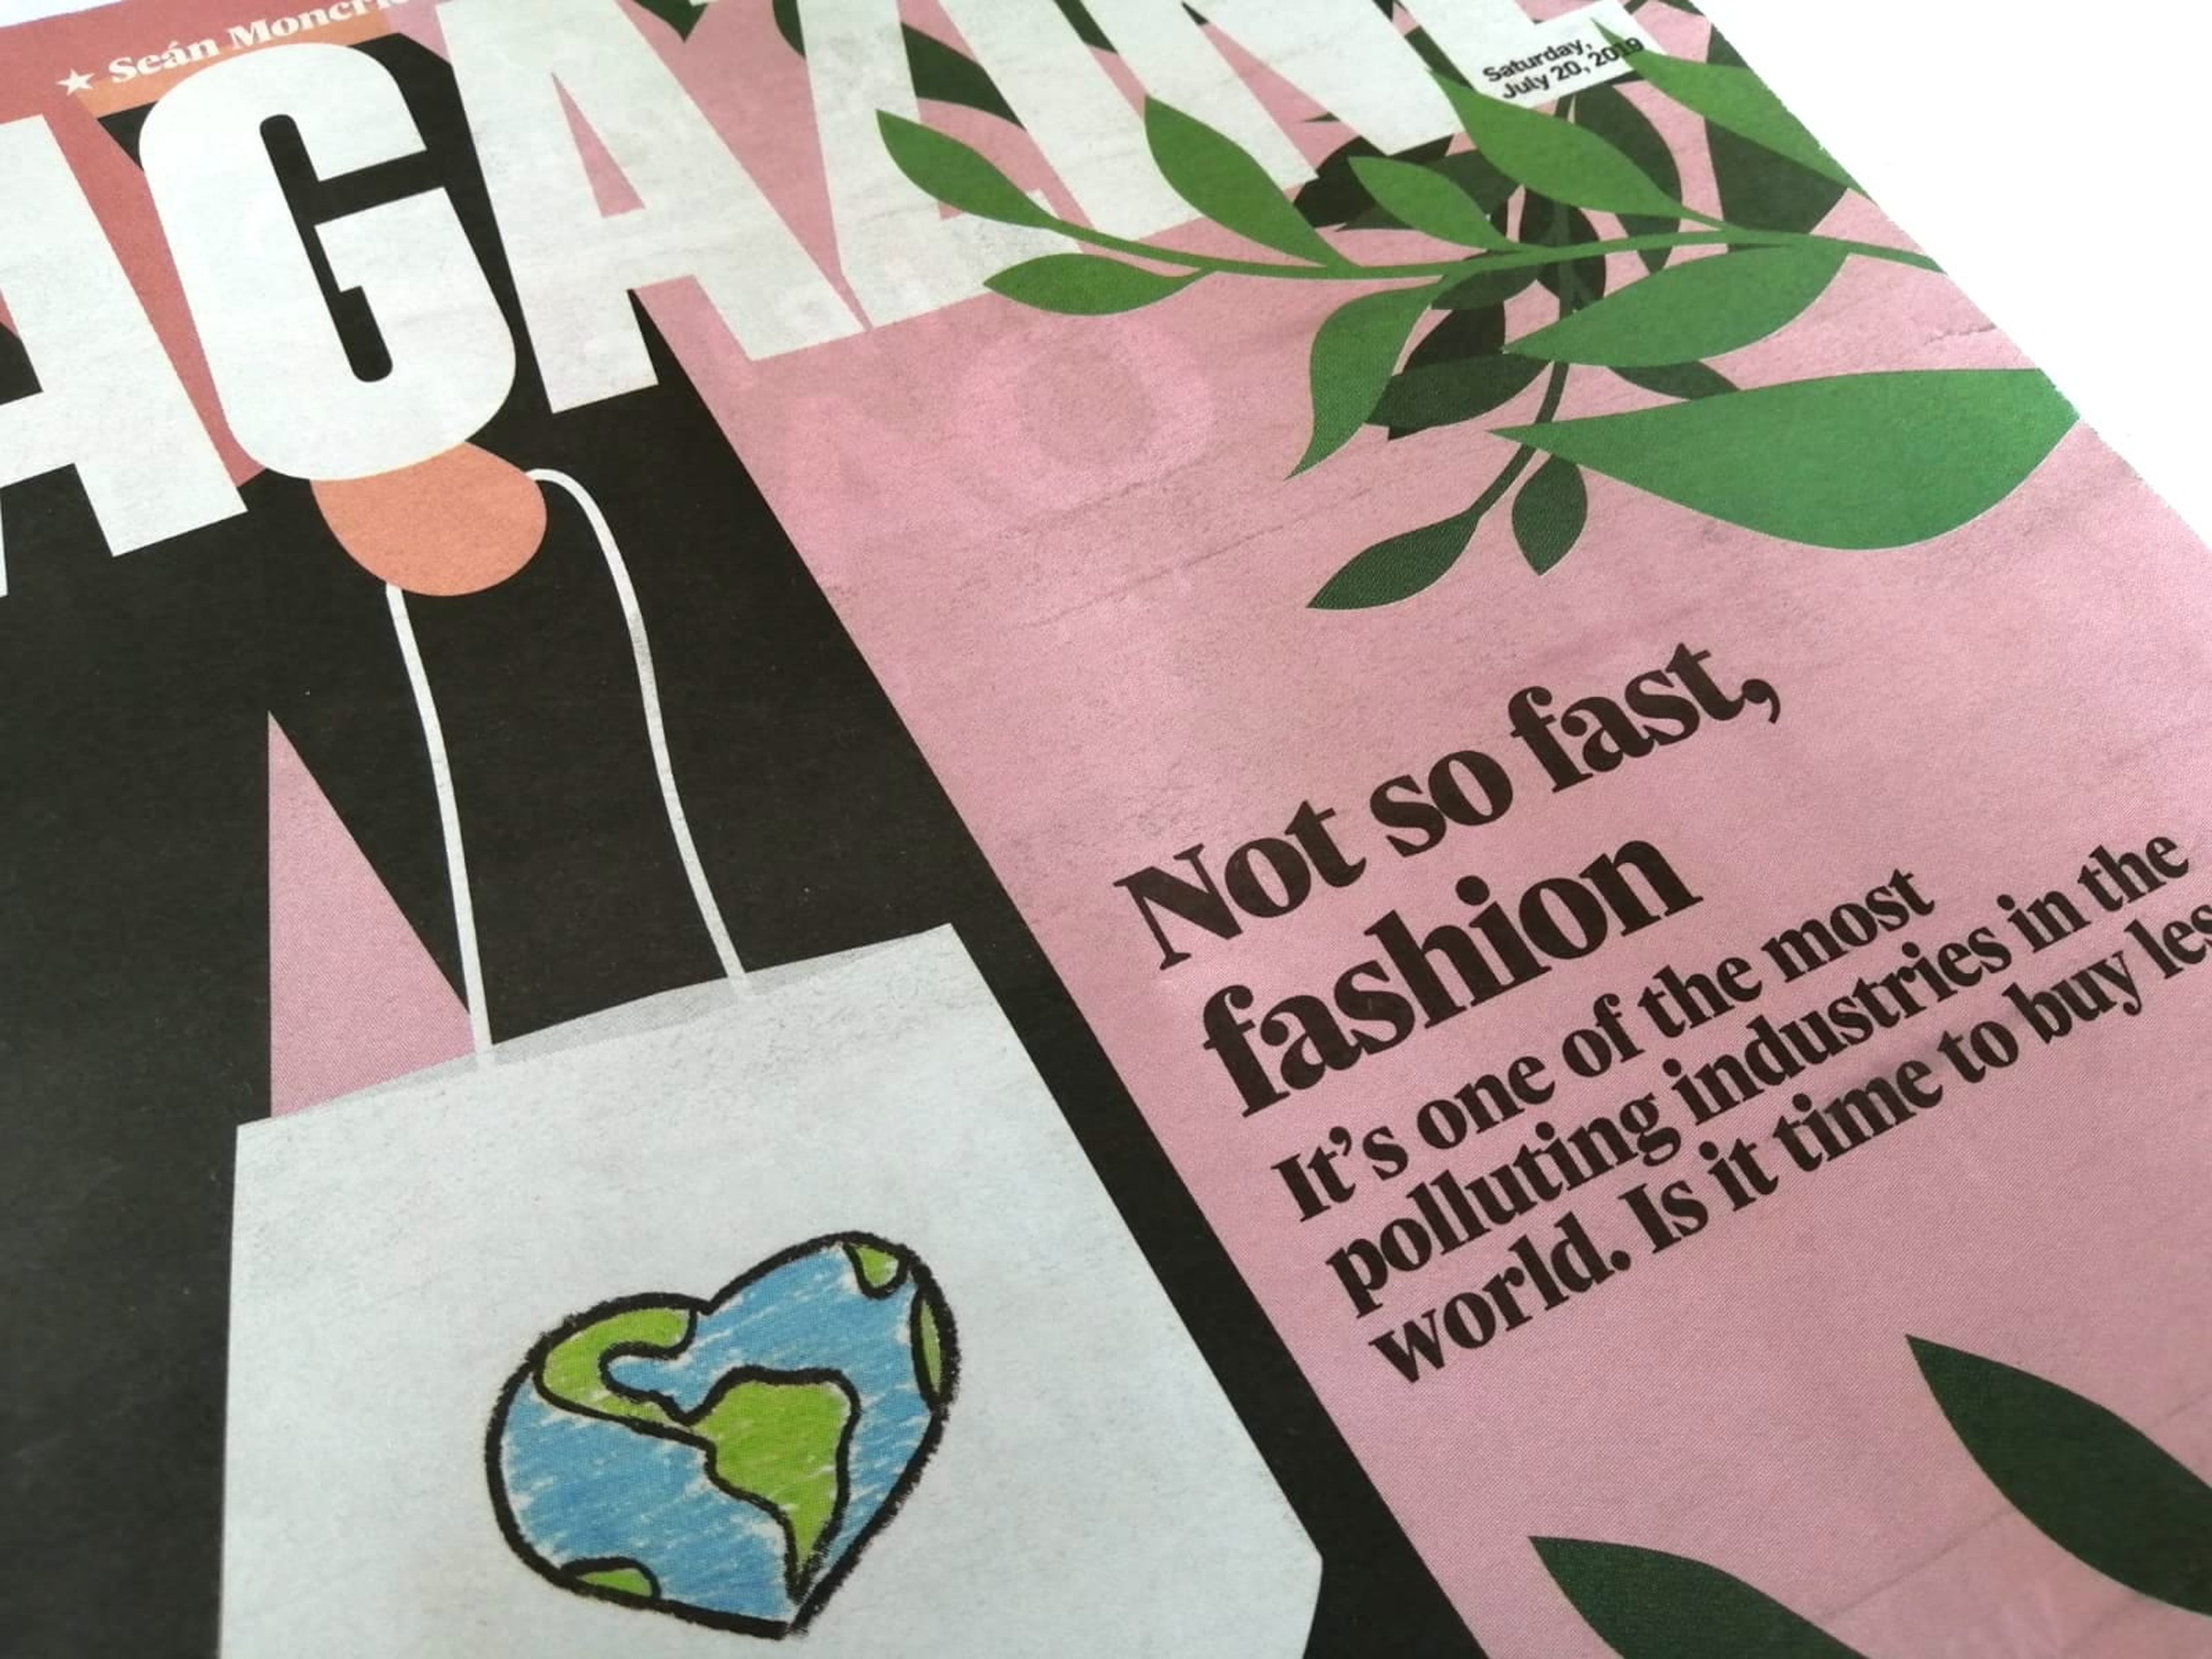 ★ Seán
AGAZINE
Saturday,
July 20, 2019
Not so fast,
fashion
It's one of the most
polluting industries in the
world. Is it time to buy